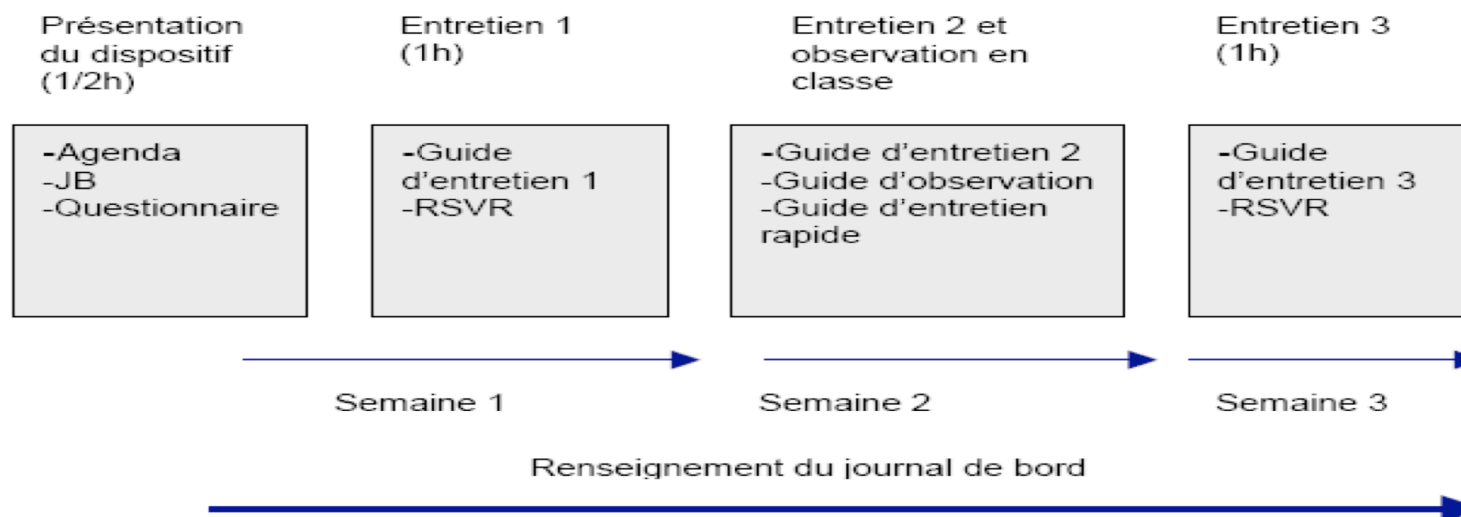 Présentation
du dispositif
(1/2h)
Entretien 1
(1h)
Entretien 2 et
observation en
classe
Entretien 3
(1h)
-Agenda
-JB
-Questionnaire
-Guide
d'entretien 1
-RSVR
-Guide d'entretien 2
-Guide d'observation
-Guide d'entretien
rapide
-Guide
d'entretien 3
-RSVR
Semaine 1
Semaine 2
Semaine 3
Renseignement du journal de bord